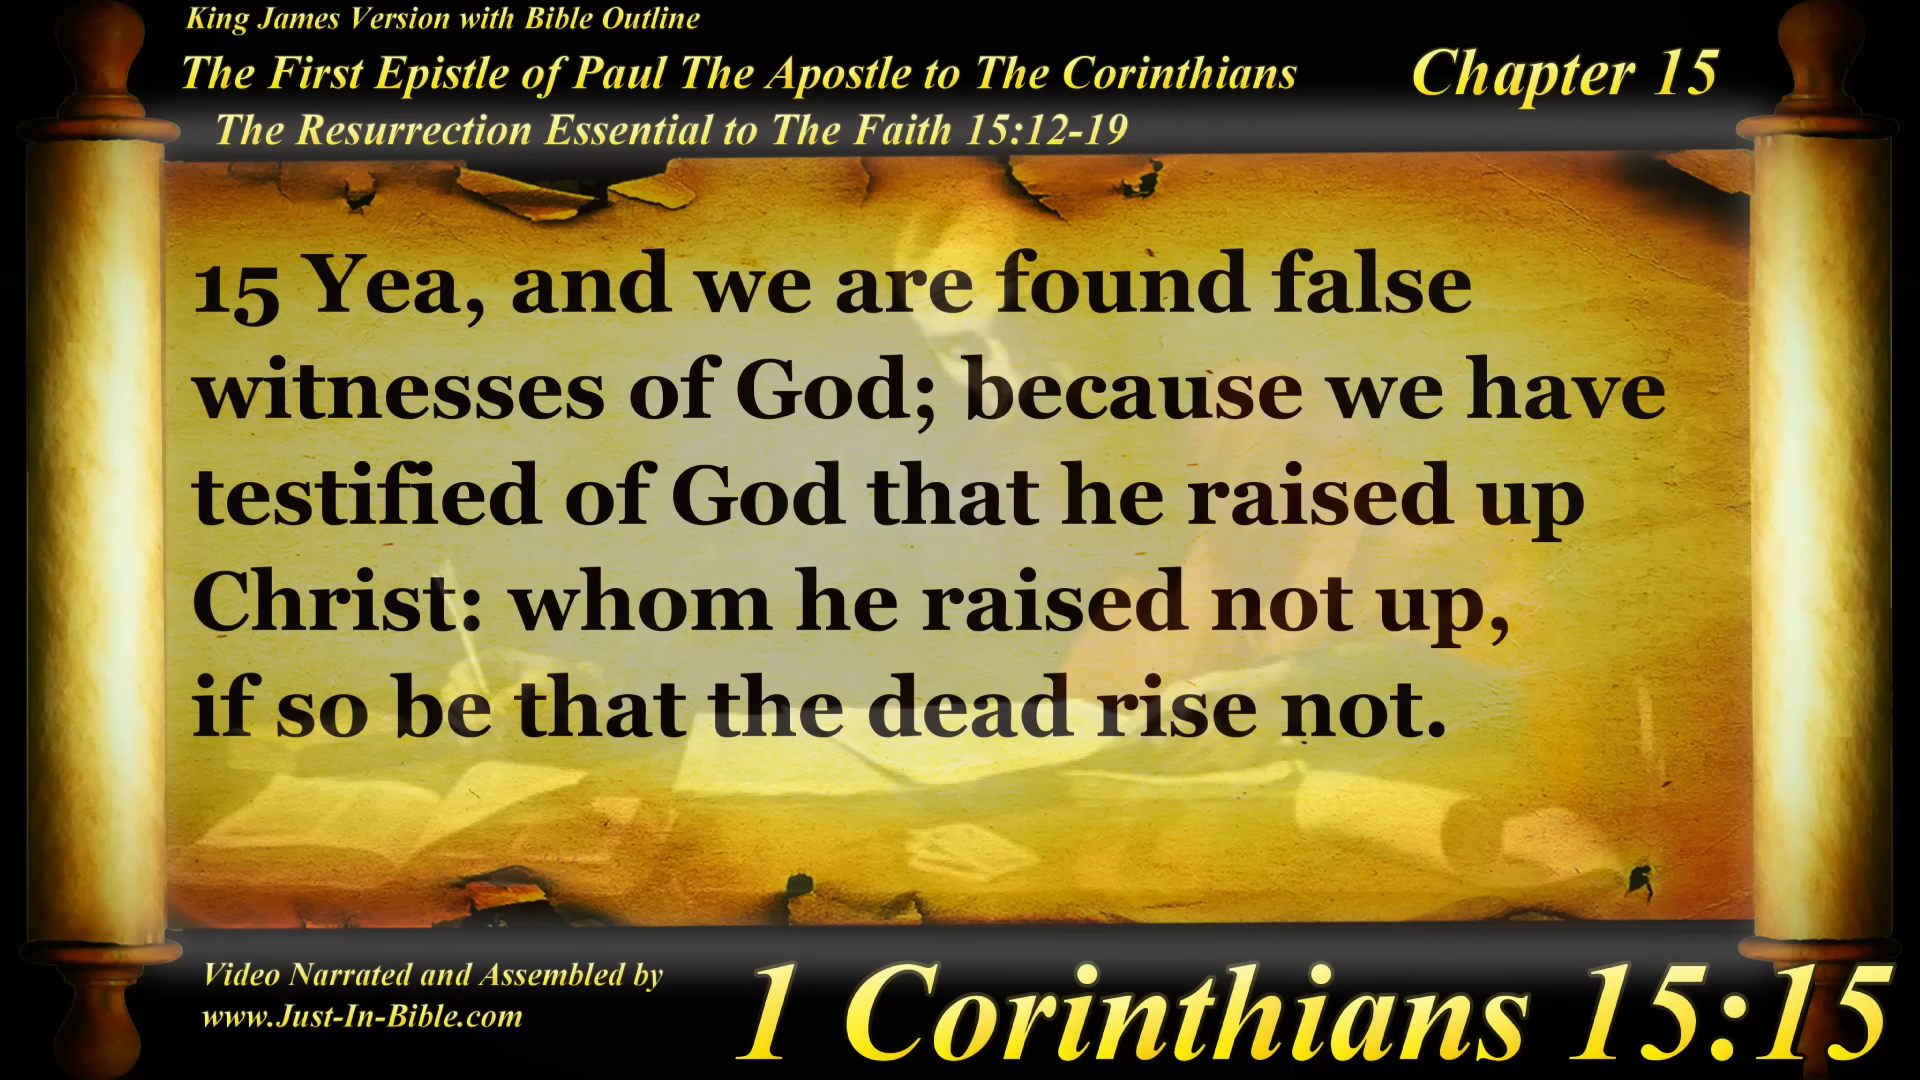 King James Version with Bible Outline
The First Epistle of Paul The Apostle to The Corinthians
Chapter 15
The Resurrection Essential to The Faith 15:12-19
15 Yea, and we are found false
witnesses of God; because we have
testified of God that he raised up
Christ: whom he raised not up,
if so be that the dead rise not.
Video Narrated and Assembled by
www.Just-In-Bible.com
1 Corinthians 15:15